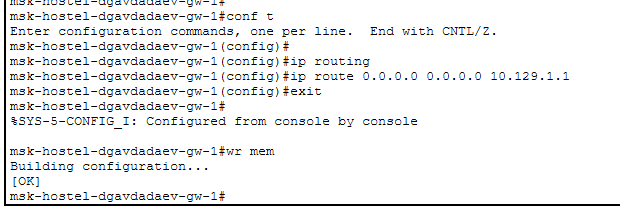 msk-hostel-dgavdadaev-gw-1#
msk-hostel-dgavdadaev-gw-1#conf t
Enter configuration commands, one per line.  End with CNTL/Z.
msk-hostel-dgavdadaev-gw-1(config)#
msk-hostel-dgavdadaev-gw-1(config)#ip routing
msk-hostel-dgavdadaev-gw-1(config)#ip route 0.0.0.0 0.0.0.0 10.129.1.1
msk-hostel-dgavdadaev-gw-1(config)#exit
msk-hostel-dgavdadaev-gw-1#
%SYS-5-CONFIG_I: Configured from console by console
msk-hostel-dgavdadaev-gw-1#wr mem
Building configuration...
[OK]
msk-hostel-dgavdadaev-gw-1#